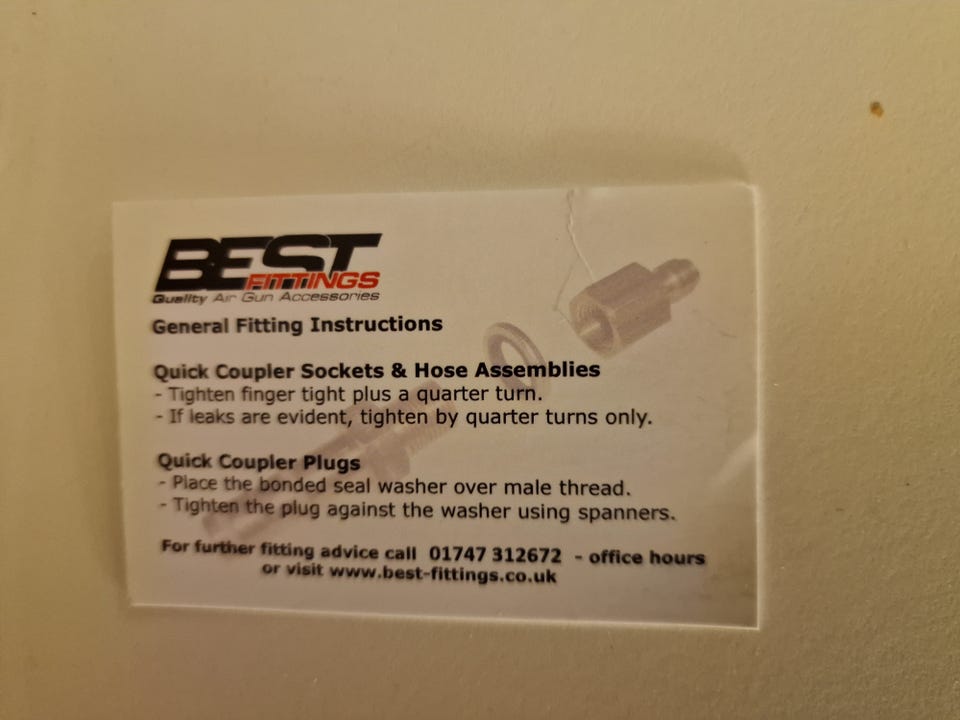 BEST
FITTINGS
Quality Air Gun Accessories
General Fitting Instructions
Quick Coupler Sockets & Hose Assemblies
- Tighten finger tight plus a quarter turn.
- If leaks are evident, tighten by quarter turns only.
Quick Coupler Plugs
- Place the bonded seal washer over male thread.
- Tighten the plug against the washer using spanners.
For further fitting advice call 01747 312672 - office hours
or visit www.best-fittings.co.uk